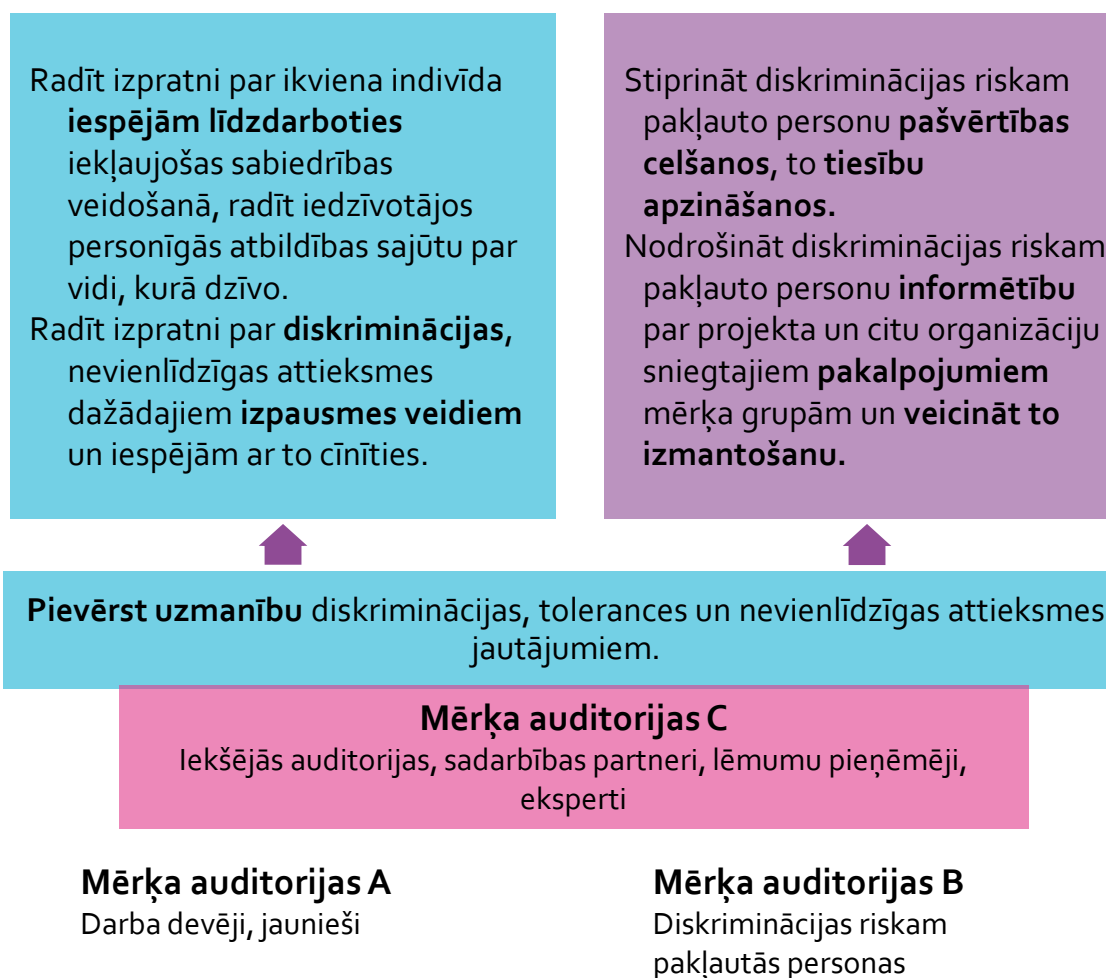 Radīt izpratni par ikviena indivīda
iespējām līdzdarboties
iekļaujošas sabiedrības
veidošanā, radīt iedzīvotājos
personīgās atbildības sajūtu par
vidi, kurā dzīvo.
Radīt izpratni par diskriminācijas,
nevienlīdzīgas attieksmes
dažādajiem izpausmes veidiem
un iespējām ar to cīnīties.
Stiprināt diskriminācijas riskam
pakļauto personu pašvērtības
celšanos, to tiesību
apzināšanos.
Nodrošināt diskriminācijas riskam
pakļauto personu informētību
par projekta un citu organizāciju
sniegtajiem pakalpojumiem
mērķa grupām un veicināt to
izmantošanu.
Pievērst uzmanību diskriminācijas, tolerances un nevienlīdzīgas attieksmes
jautājumiem.
Mērķa auditorijas C
Iekšējās auditorijas, sadarbības partneri, lēmumu pieņēmēji,
eksperti
Mērķa auditorijas A
Darba devēji, jaunieši
Mērķa auditorijas B
Diskriminācijas riskam
pakļautās personas